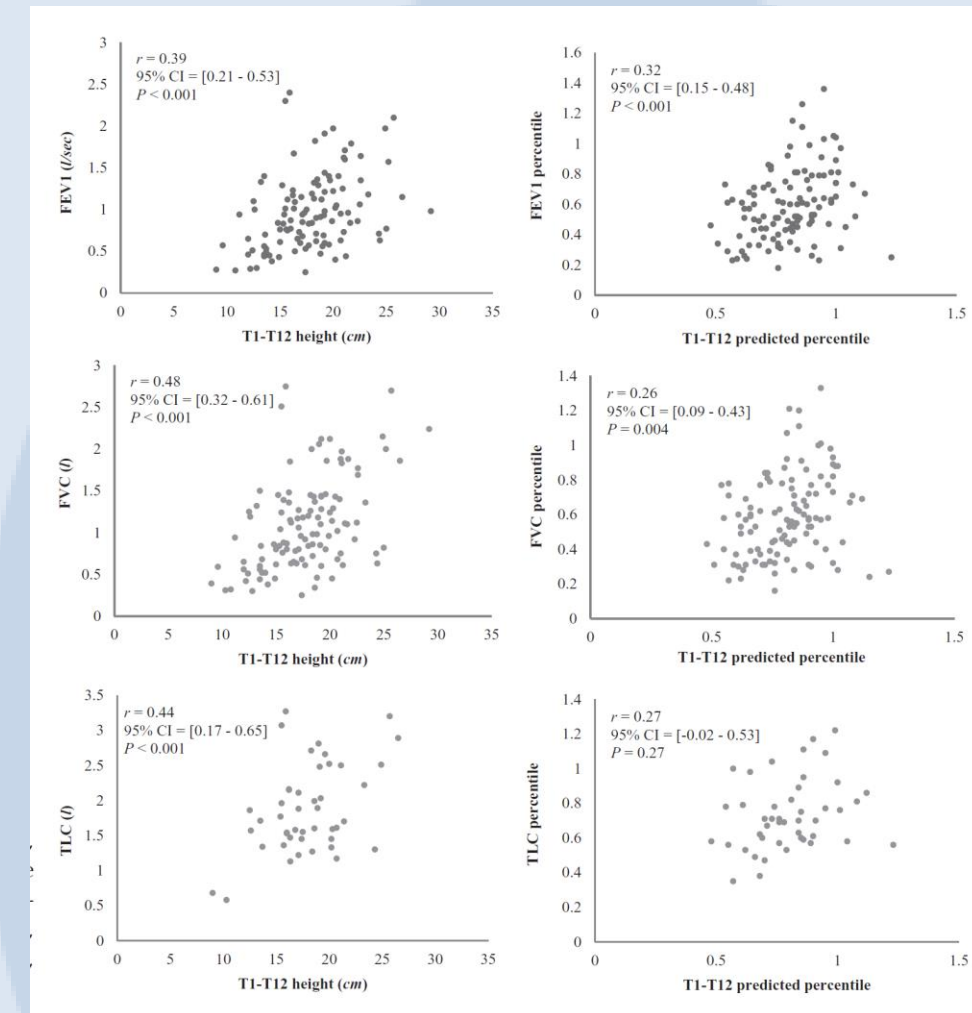 3
r = 0.39
95% CI = [0.21 - 0.53]
P < 0.001
2.5
2
1.5
1
0.5
0
FEV1 (l/sec)
0 5 10 15 20 25 30 35
T1-T12 height (cm)
1.6
r = 0.32
95% CI = [0.15 - 0.48]
P < 0.001
1.4
1.2
1
0.8
0.6
0.4
0.2
0
FEV1 percentile
0 0.5 1 1.5
T1-T12 predicted percentile
3
r = 0.48
95% CI = [0.32 - 0.61]
P < 0.001
2.5
2
1.5
1
0.5
0
FVC (l)
0 5 10 15 20 25 30 35
T1-T12 height (cm)
1.4
r = 0.26
95% CI = [0.09 - 0.43]
P = 0.004
1.2
1
0.8
0.6
0.4
0.2
0
FVC percentile
0 0.5 1 1.5
T1-T12 predicted percentile
3.5
r = 0.44
95% CI = [0.17 - 0.65]
P < 0.001
3
2.5
2
1.5
1
0.5
0
TLC (l)
0 5 10 15 20 25 30 35
T1-T12 height (cm)
1.4
r = 0.27
95% CI = [-0.02 - 0.53]
P = 0.27
1.2
1
0.8
0.6
0.4
0.2
0
TLC percentile
0 0.5 1 1.5
T1-T12 predicted percentile